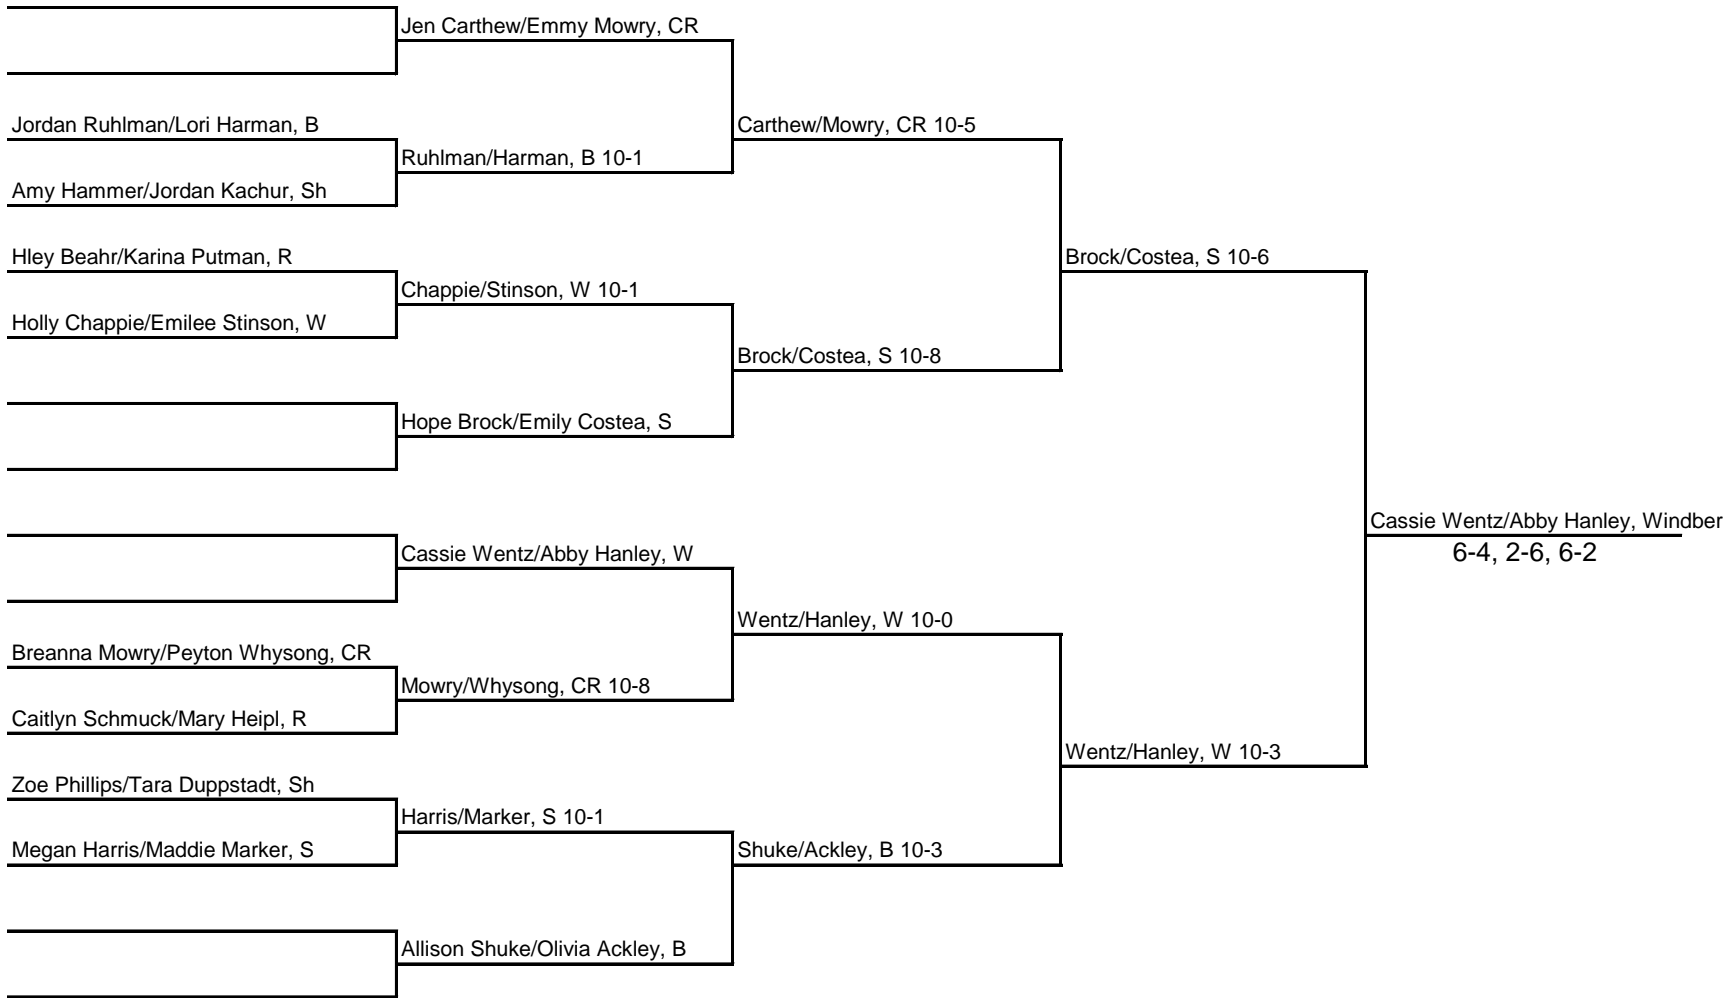 Jen Carthew/Emmy Mowry, CR
Jordan Ruhlman/Lori Harman, B
Carthew/Mowry, CR 10-5
Ruhlman/Harman, B 10-1
Amy Hammer/Jordan Kachur, Sh
Hley Beahr/Karina Putman, R
Brock/Costea, S 10-6
Chappie/Stinson, W 10-1
Holly Chappie/Emilee Stinson, W
Brock/Costea, S 10-8
Hope Brock/Emily Costea, S
Cassie Wentz/Abby Hanley, Windber
6-4, 2-6, 6-2
Cassie Wentz/Abby Hanley, W
Wentz/Hanley, W 10-0
Breanna Mowry/Peyton Whysong, CR
Mowry/Whysong, CR 10-8
Caitlyn Schmuck/Mary Heipl, R
Wentz/Hanley, W 10-3
Zoe Phillips/Tara Duppstadt, Sh
Harris/Marker, S 10-1
Megan Harris/Maddie Marker, S
Shuke/Ackley, B 10-3
Allison Shuke/Olivia Ackley, B